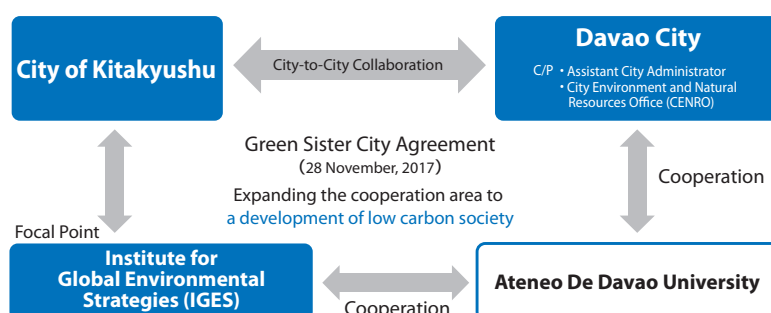 City of Kitakyushu
City-to-City Collaboration
Davao City
C/P ・Assistant City Administrator
・City Environment and Natural
Resources Office (CENRO)
Green Sister City Agreement
(28 November, 2017)
Expanding the cooperation area to
a development of low carbon society
Cooperation
Focal Point
Institute for
Global Environmental
Strategies (IGES)
Cooperation
Ateneo De Davao University